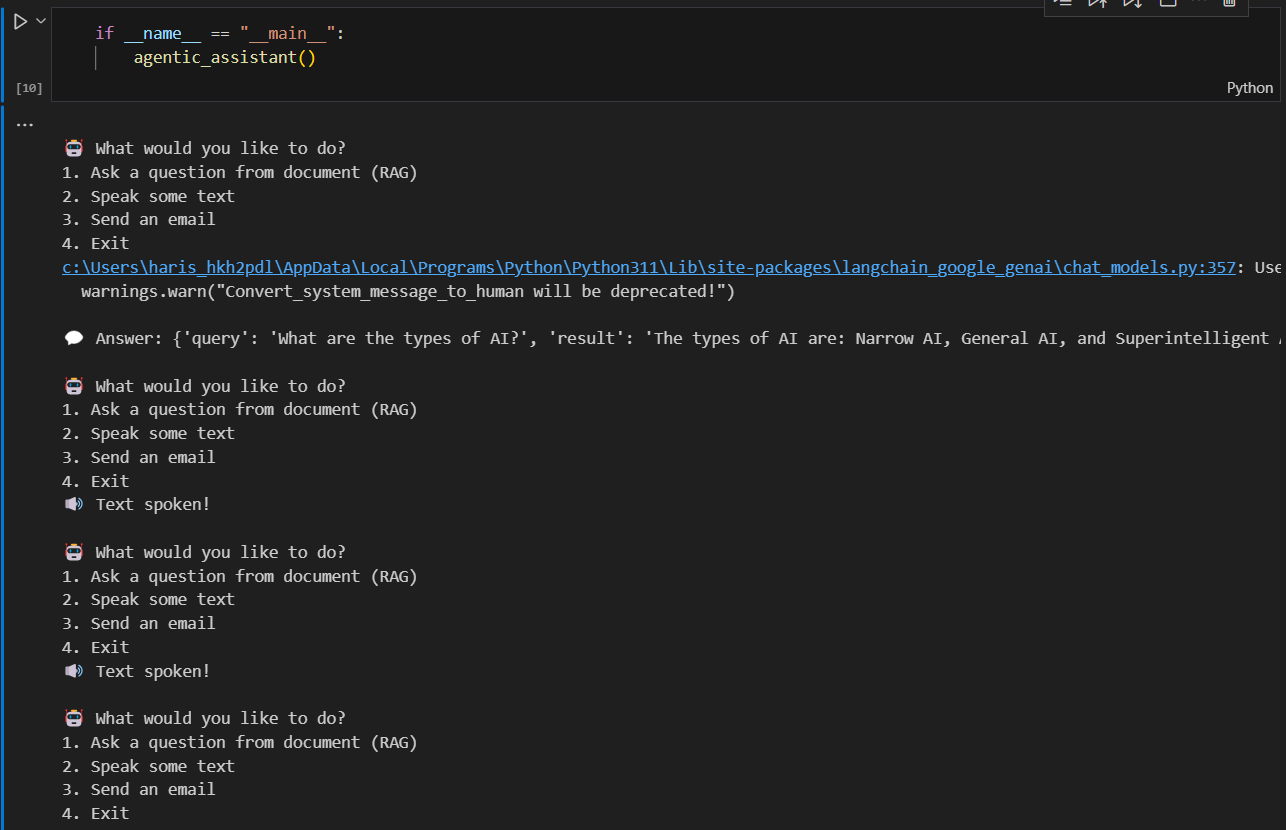 if __name__ == "__main__":
agentic_assistant()
[10]
Python
...
🤖 What would you like to do?
1. Ask a question from document (RAG)
2. Speak some text
3. Send an email
4. Exit
c:\Users\haris_hkh2pdl\AppData\Local\Programs\Python\Python311\Lib\site-packages\langchain_google_genai\chat_models.py:357: Use
warnings.warn("Convert_system_message_to_human will be deprecated!")
💬 Answer: {'query': 'What are the types of AI?', 'result': 'The types of AI are: Narrow AI, General AI, and Superintelligent
🤖 What would you like to do?
1. Ask a question from document (RAG)
2. Speak some text
3. Send an email
4. Exit
🔊 Text spoken!
🤖 What would you like to do?
1. Ask a question from document (RAG)
2. Speak some text
3. Send an email
4. Exit
🔊 Text spoken!
🤖 What would you like to do?
1. Ask a question from document (RAG)
2. Speak some text
3. Send an email
4. Exit